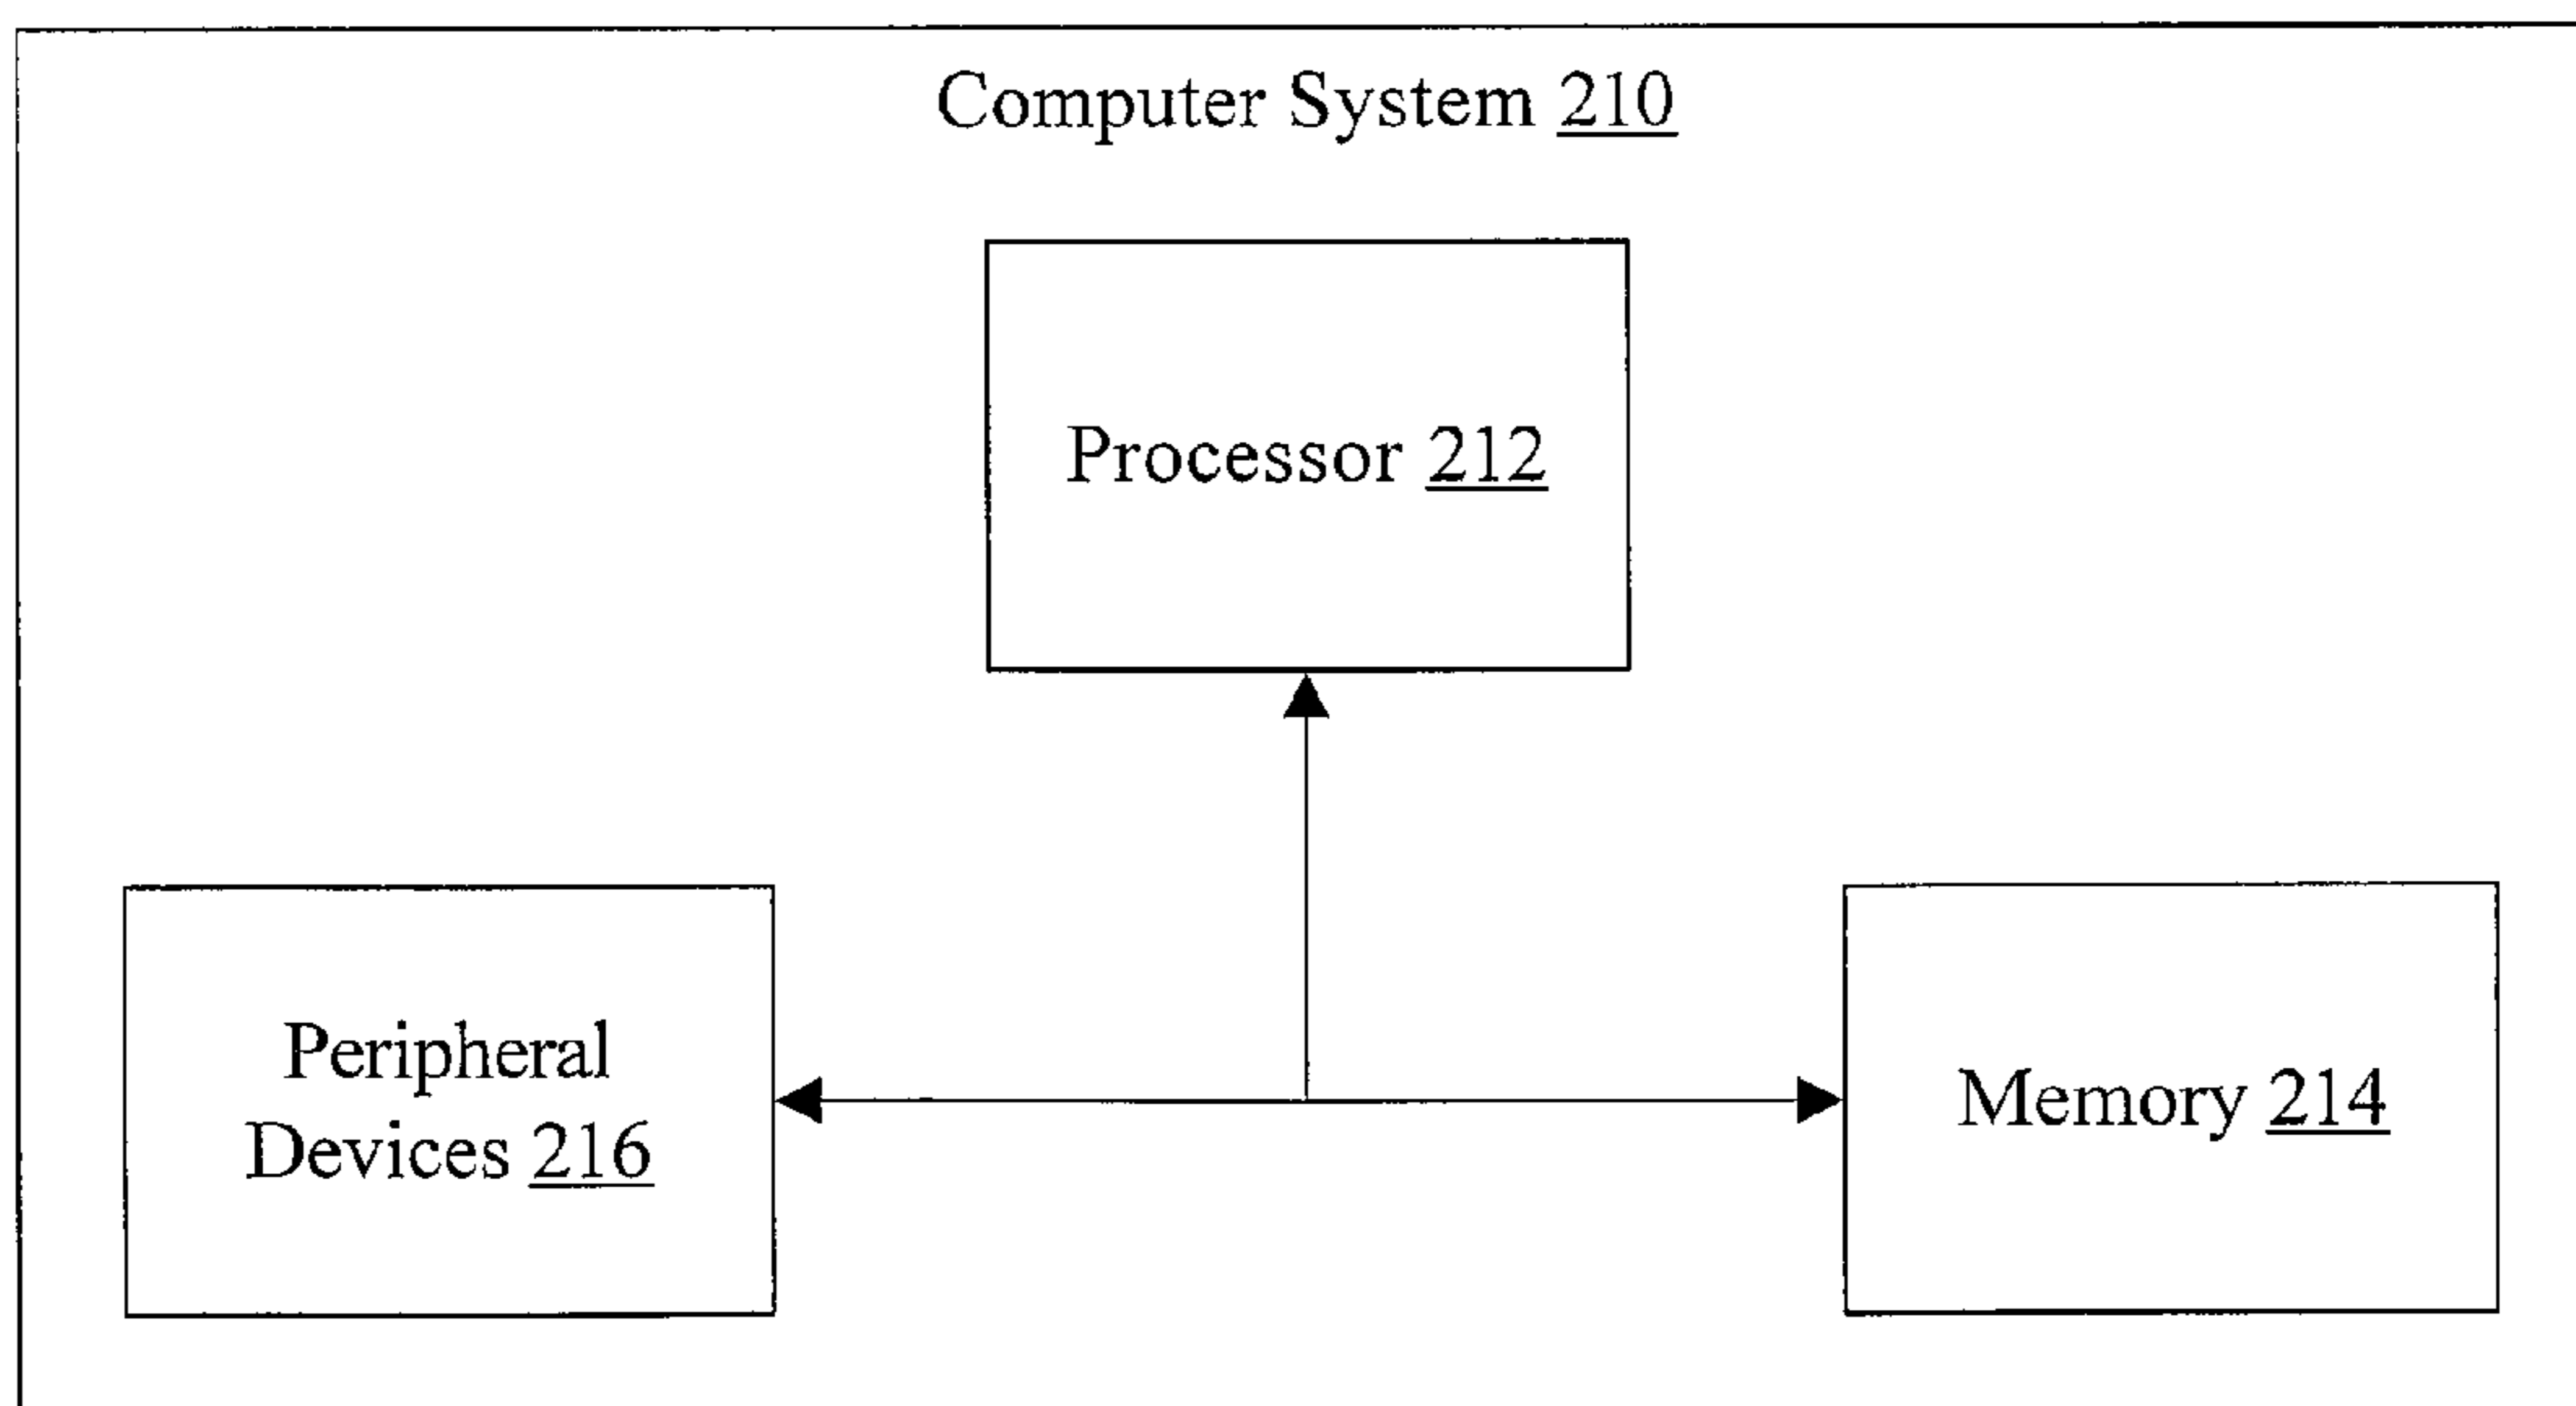 Computer System 210
Processor 212
Peripheral
Devices 216
Memory 214